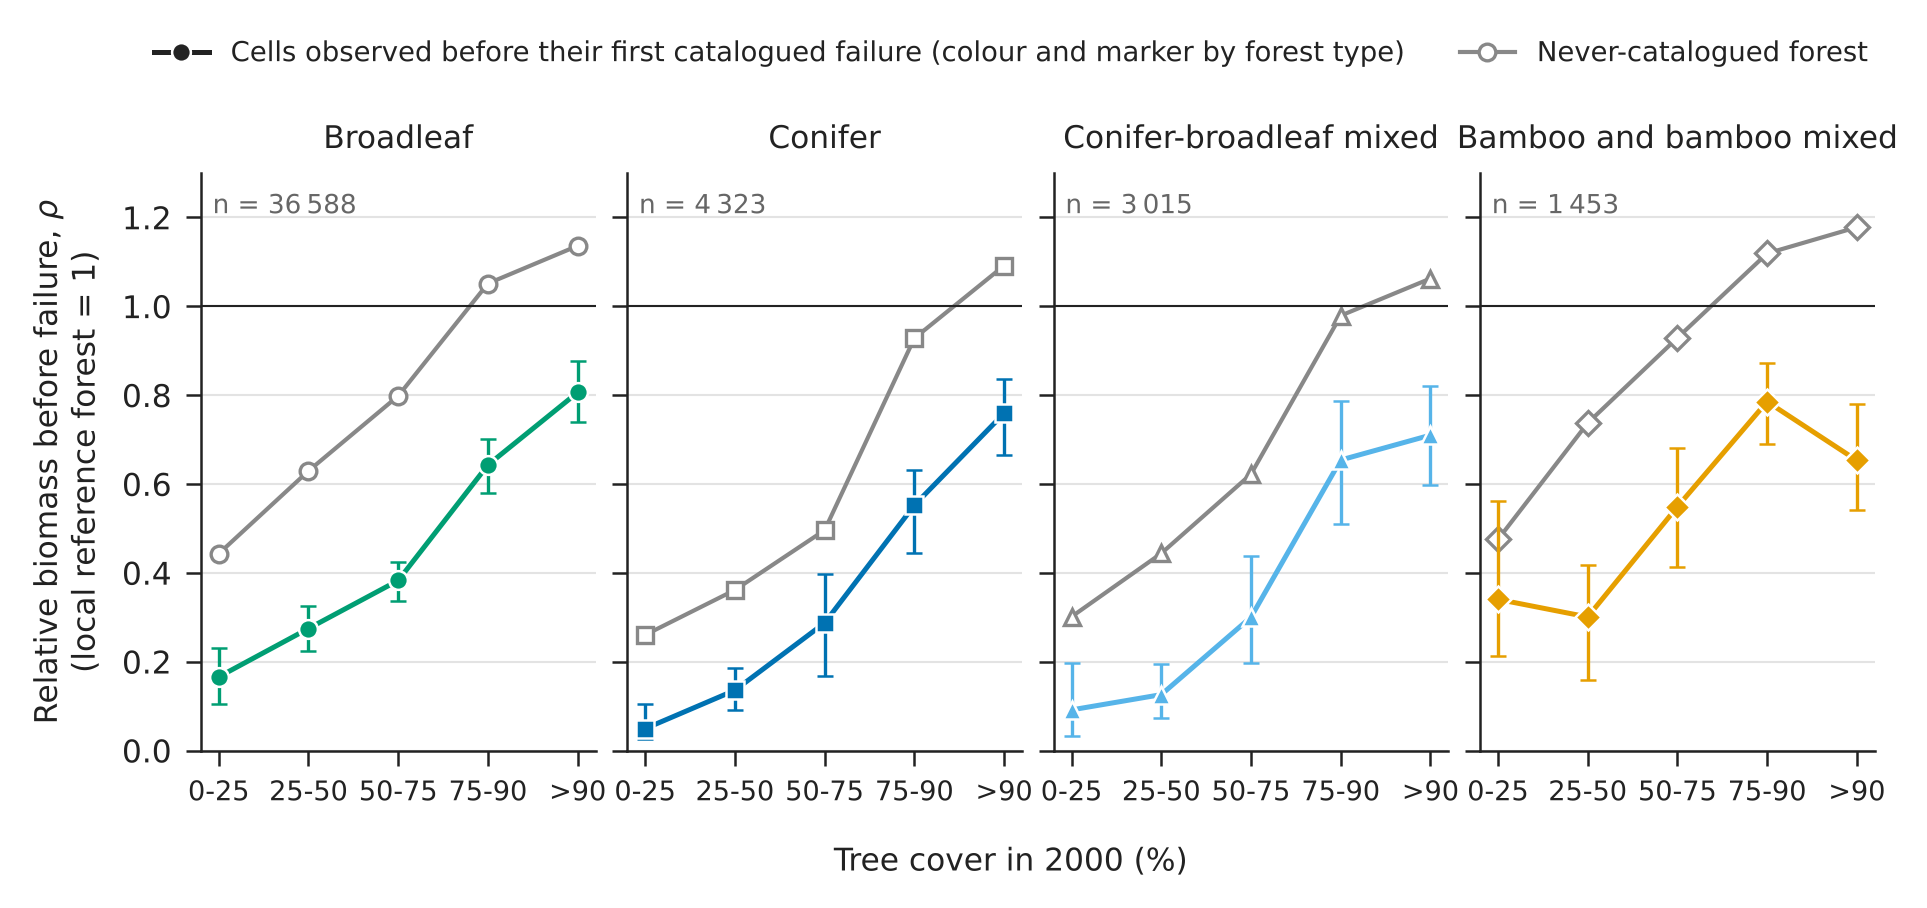 Cells observed before their first catalogued failure (colour and marker by forest type)
Never-catalogued forest
Broadleaf
Conifer
Conifer-broadleaf mixed
Bamboo and bamboo mixed
Relative biomass before failure, ρ
(local reference forest = 1)
n = 36 588
n = 4 323
n = 3 015
n = 1 453
1.2
1.0
0.8
0.6
0.4
0.2
0.0
0-25 25-50 50-75 75-90 >90
0-25 25-50 50-75 75-90 >90
0-25 25-50 50-75 75-90 >90
0-25 25-50 50-75 75-90 >90
Tree cover in 2000 (%)